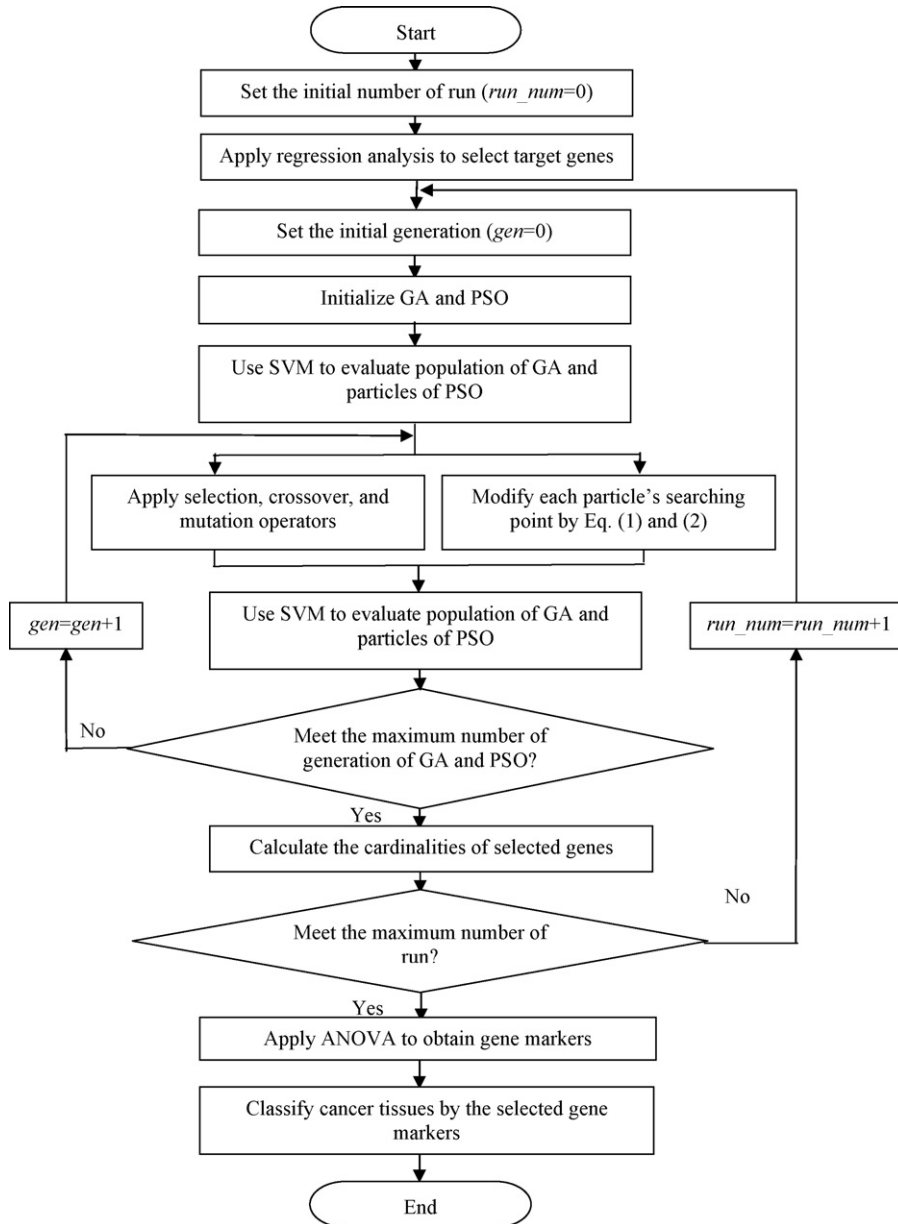 Start
Set the initial number of run (run_num=0)
Apply regression analysis to select target genes
Set the initial generation (gen=0)
Initialize GA and PSO
Use SVM to evaluate population of GA and
particles of PSO
Apply selection, crossover, and
mutation operators
Modify each particle’s searching
point by Eq. (1) and (2)
gen=gen+1
Use SVM to evaluate population of GA and
particles of PSO
run_num=run_num+1
No
Meet the maximum number of
generation of GA and PSO?
Yes
Calculate the cardinalities of selected genes
No
Meet the maximum number of
run?
Yes
Apply ANOVA to obtain gene markers
Classify cancer tissues by the selected gene
markers
End